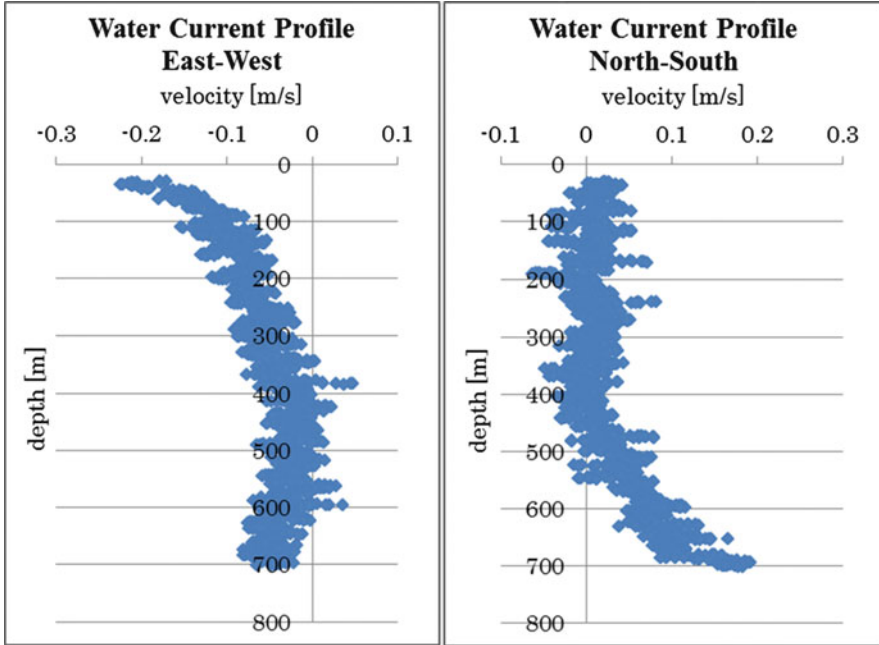 Water Current Profile
East-West
velocity [m/s]
-0.3 -0.2 -0.1 0 0.1
0
100
200
300
400
500
600
700
800
depth [m]
Water Current Profile
North-South
velocity [m/s]
-0.1 0 0.1 0.2 0.3
0
100
200
300
400
500
600
700
800
depth [m]